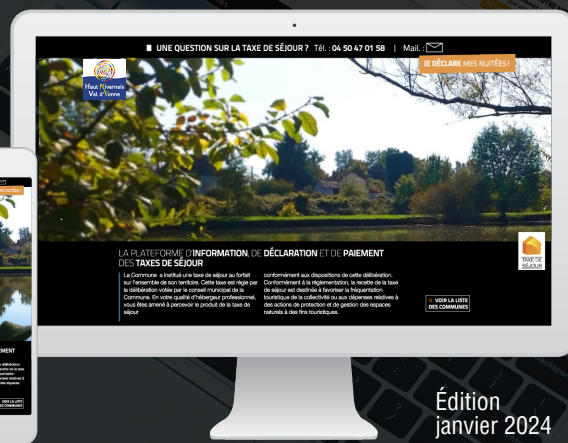 UNE QUESTION SUR LA TAXE DE SÉJOUR ? Tél. : 04 50 47 01 58 | Mail. :
JE DÉCLARE MES NUITÉES !
Haut Nivernais
Val d'Yonne
LA PLATEFORME D'INFORMATION, DE DÉCLARATION ET DE PAIEMENT
DES TAXES DE SÉJOUR
La Commune a institué une taxe de séjour au forfait
sur l'ensemble de son territoire. Cette taxe est régie par
la délibération votée par le conseil municipal de la
Commune. En votre qualité d'hébergeur professionnel,
vous êtes amené à percevoir le produit de la taxe de
séjour
conformément aux dispositions de cette délibération.
Conformément à la réglementation, la recette de la taxe
de séjour est destinée à favoriser la fréquentation
touristique de la collectivité ou aux dépenses relatives à
des actions de protection et de gestion des espaces
naturels à des fins touristiques.
TAXE DE
SÉJOUR
VOIR LA LISTE
DES COMMUNES
Édition
janvier 2024